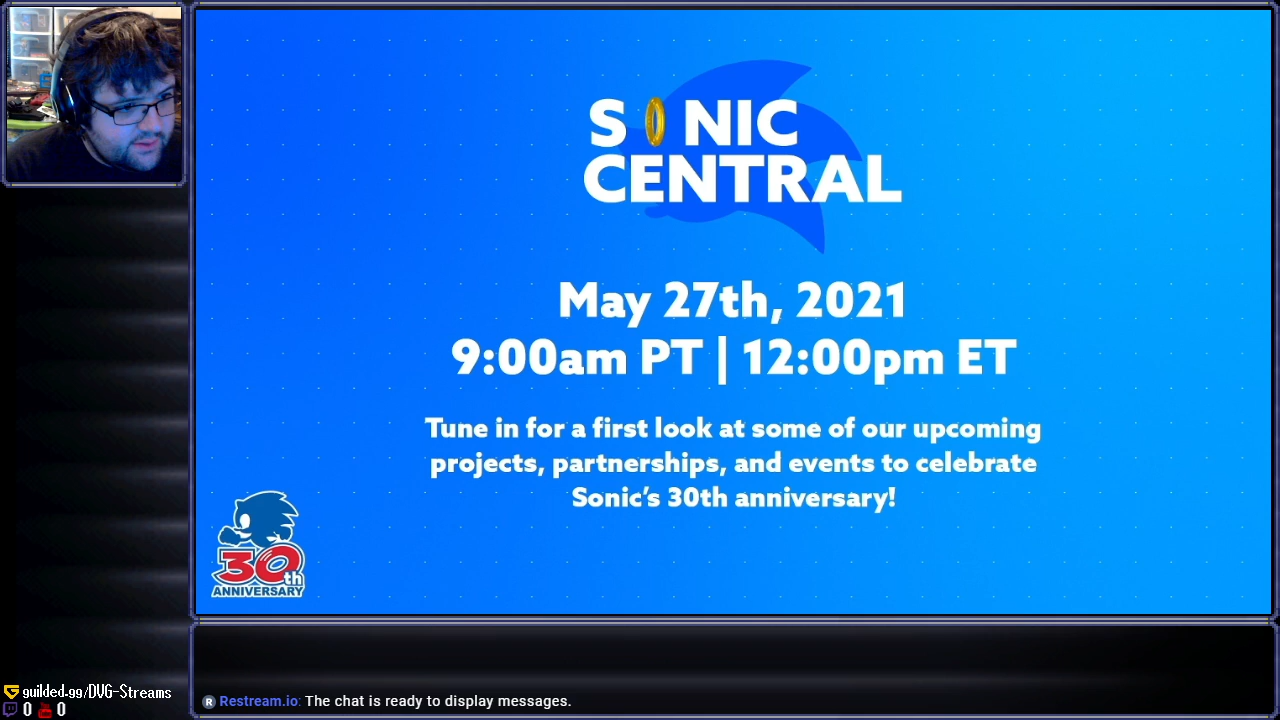 S NIC
CENTRAL
May 27th, 2021
9:00am PT | 12:00pm ET
Tune in for a first look at some of our upcoming
projects, partnerships, and events to celebrate
Sonic's 30th anniversary!
30th
ANNIVERSARY
guilded.gg/DVG-Streams
0 0
R Restream.io: The chat is ready to display messages.